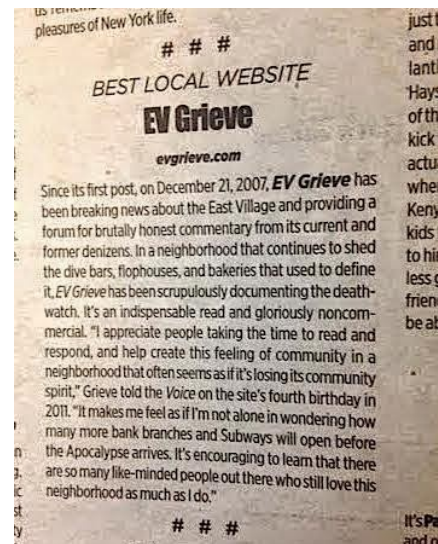 pleasures of New York life.
# # #
BEST LOCAL WEBSITE
EV Grieve
evgrieve.com
Since its first post, on December 21, 2007, EV Grieve has
been breaking news about the East Village and providing a
forum for brutally honest commentary from its current and
former denizens. In a neighborhood that continues to shed
the dive bars, flophouses, and bakeries that used to define
it, EV Grieve has been scrupulously documenting the death-
watch. It's an indispensable read and gloriously noncom-
mercial. "I appreciate people taking the time to read and
respond, and help create this feeling of community in a
neighborhood that often seems as if it's losing its community
spirit," Grieve told the Voice on the site's fourth birthday in
2011. "It makes me feel as if I'm not alone in wondering how
many more bank branches and Subways will open before
the Apocalypse arrives. It's encouraging to learn that there
are so many like-minded people out there who still love this
neighborhood as much as I do."
# # #
just
and
lant
'Hays
of th
kick
actu
whe
Keny
kids
to hi
less g
frien
be ab
It's Pa
and